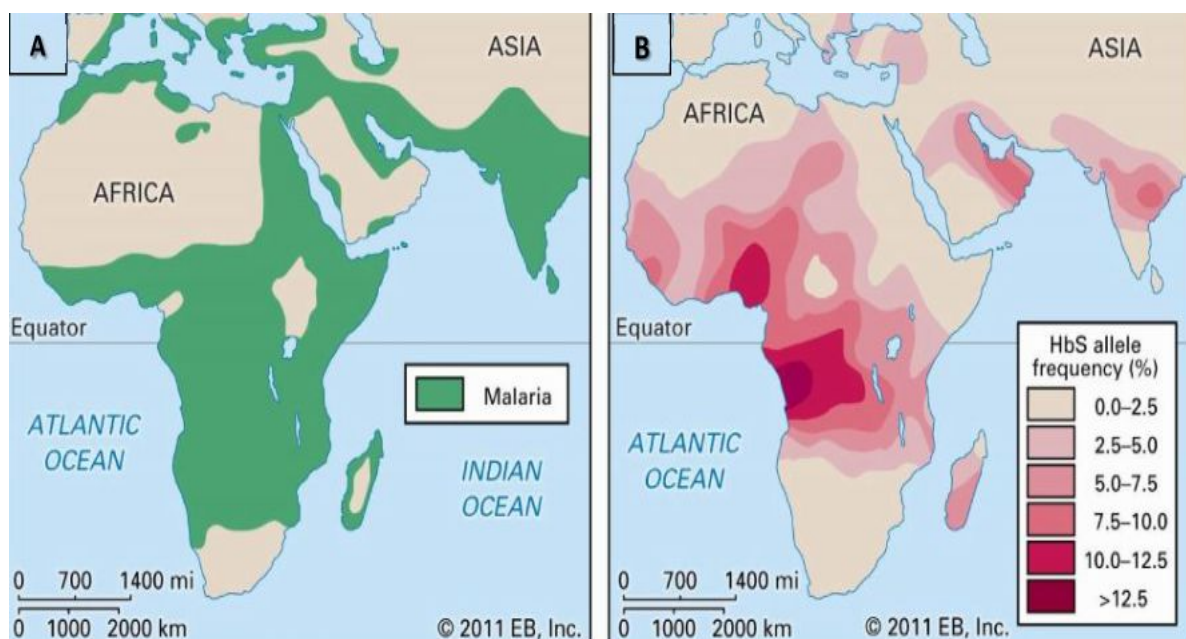 A
ASIA
AFRICA
Equator
Malaria
ATLANTIC
OCEAN
INDIAN
OCEAN
0 700 1400 mi
0 1000 2000 km
© 2011 EB, Inc.
B
ASIA
AFRICA
Equator
HbS allele
frequency (%)
0.0–2.5
2.5–5.0
5.0–7.5
7.5–10.0
10.0–12.5
>12.5
ATLANTIC
OCEAN
0 700 1400 mi
0 1000 2000 km
© 2011 EB, Inc.